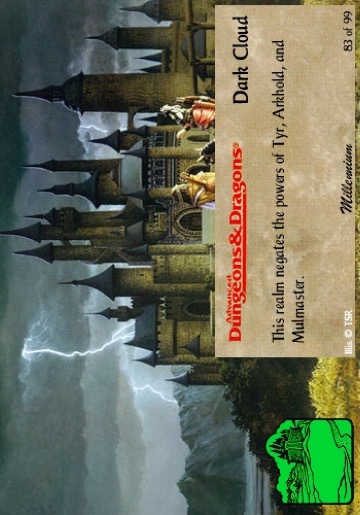 Advanced
Dungeons&Dragons®
Dark Cloud
This realm negates the powers of Tyr, Arkhold, and
Mulmaster.
Illis. © TSR
Millennium
83 of 99